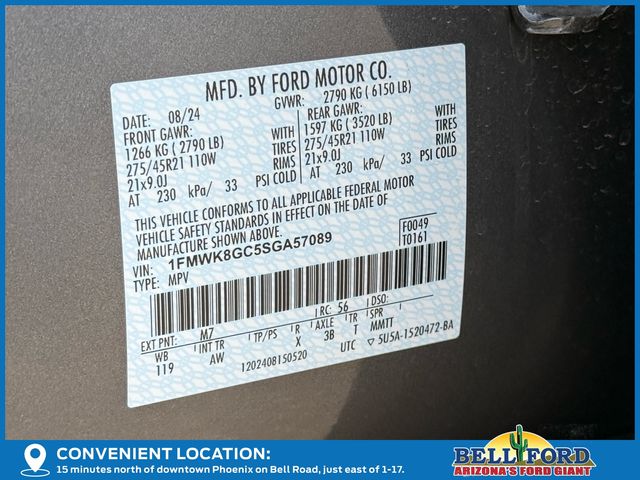 MFD. BY FORD MOTOR CO.
DATE: 08/24 GVWR: 2790 KG ( 6150 LB)
FRONT GAWR: REAR GAWR:
1266 KG ( 2790 LB) WITH 1597 KG ( 3520 LB) WITH
275/45R21 110W TIRES 275/45R21 110W TIRES
21x9.0J RIMS 21x9.0J RIMS
AT 230 kPa/ 33 PSI COLD AT 230 kPa/ 33 PSI COLD
THIS VEHICLE CONFORMS TO ALL APPLICABLE FEDERAL MOTOR
VEHICLE SAFETY STANDARDS IN EFFECT ON THE DATE OF
MANUFACTURE SHOWN ABOVE.
VIN: 1FMWK8GC5SGA57089 F0049
TYPE: MPV T0161
EXT PNT: M7 RC: 56 DSO:
WB INT TR TP/PS R AXLE TR SPR
119 AW X 3B T MMTT
1202408150520 UTC ▽ 5U5A-1520472-BA
CONVENIENT LOCATION:
15 minutes north of downtown Phoenix on Bell Road, just east of 1-17.
BELL FORD
ARIZONA'S FORD GIANT